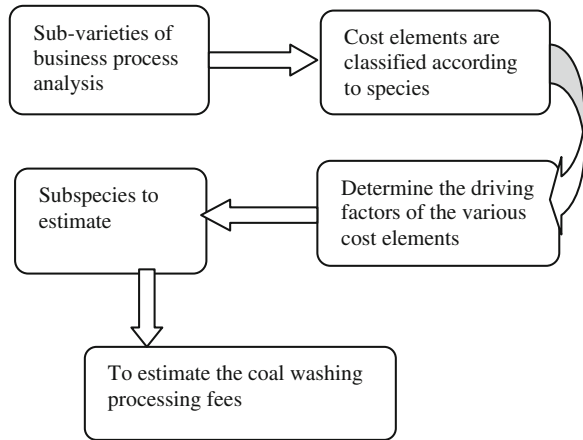 Sub-varieties of
business process
analysis
Cost elements are
classified according
to species
Determine the driving
factors of the various
cost elements
Subspecies to
estimate
To estimate the coal washing
processing fees